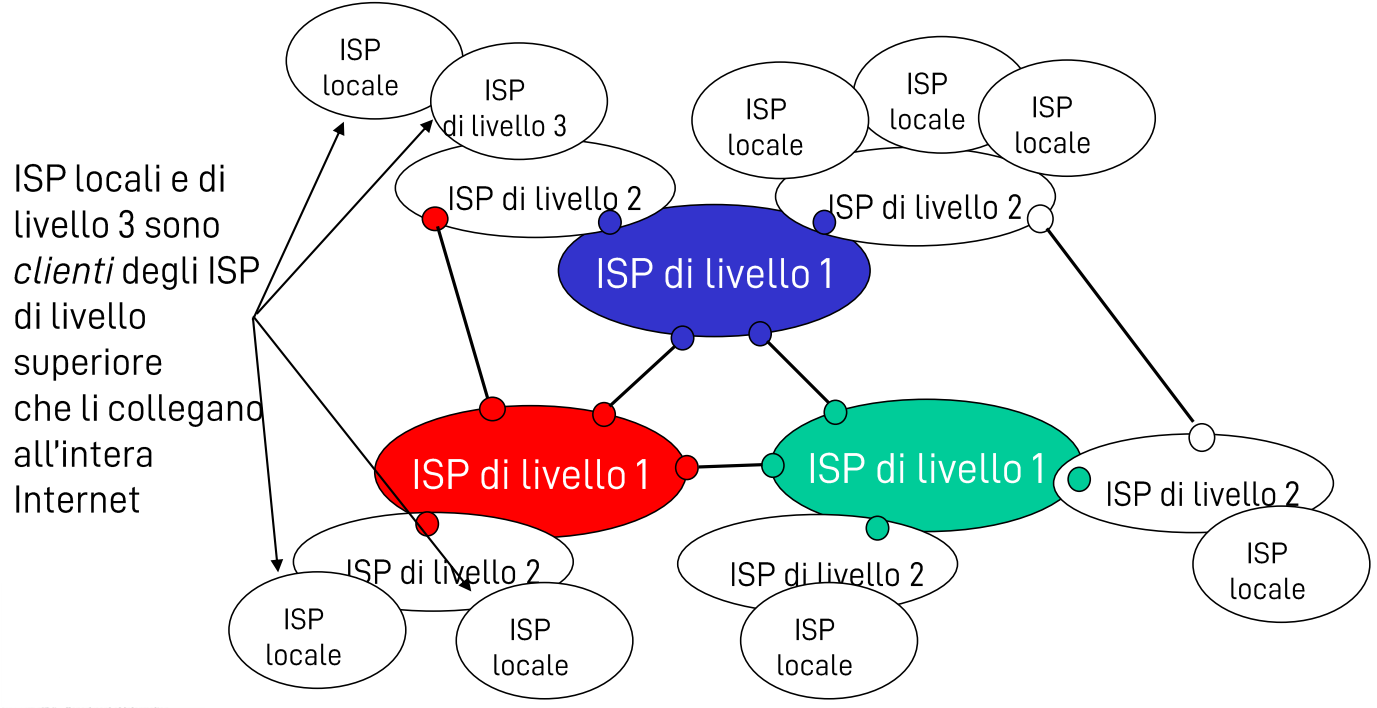 ISP
locale
ISP
di livello 3
ISP
locale
ISP
locale
ISP
locale
ISP locali e di
livello 3 sono
clienti degli ISP
di livello
superiore
che li collegano
all'intera
Internet
ISP di livello 2
ISP di livello 2
ISP di livello 1
ISP di livello 1
ISP di livello 1
ISP di livello 2
ISP di livello 2
ISP di livello 2
ISP
locale
ISP
locale
ISP
locale
ISP
locale